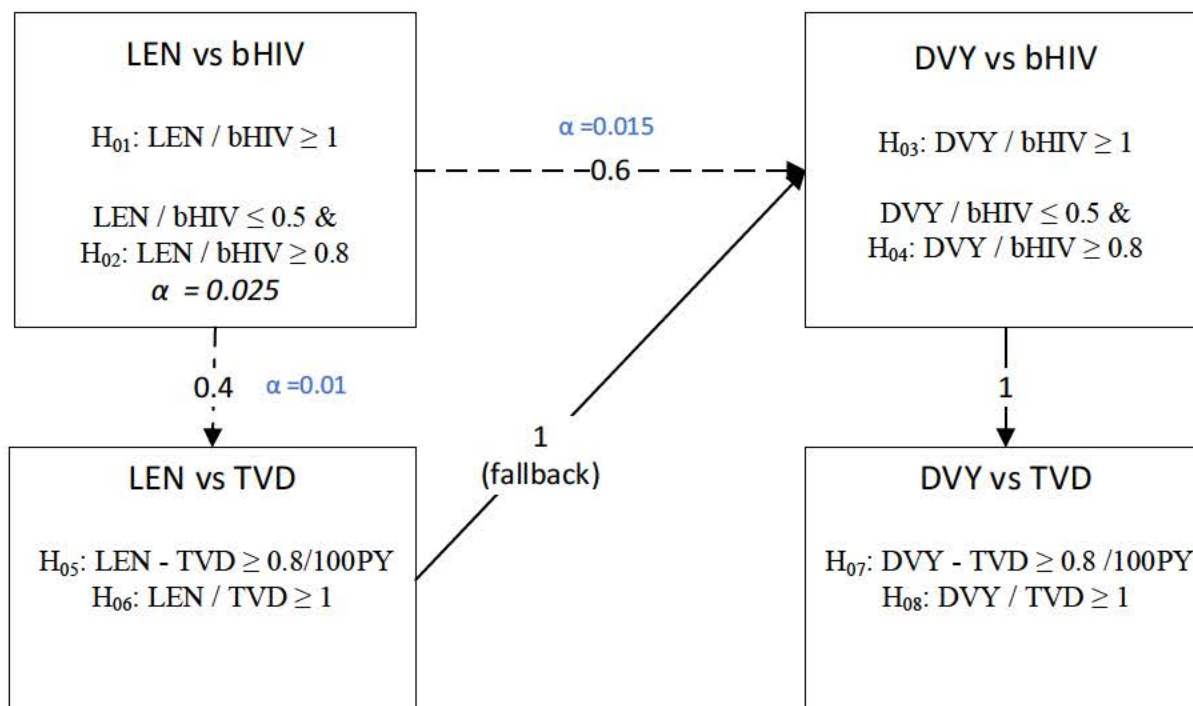 LEN vs bHIV
H₀₁: LEN / bHIV ≥ 1
LEN / bHIV ≤ 0.5 &
H₀₂: LEN / bHIV ≥ 0.8
α = 0.025
α =0.015
0.6
DVY vs bHIV
H₀₃: DVY / bHIV ≥ 1
DVY / bHIV ≤ 0.5 &
H₀₄: DVY / bHIV ≥ 0.8
0.4
α =0.01
1
(fallback)
1
LEN vs TVD
H₀₅: LEN - TVD ≥ 0.8/100PY
H₀₆: LEN / TVD ≥ 1
DVY vs TVD
H₀₇: DVY - TVD ≥ 0.8 /100PY
H₀₈: DVY / TVD ≥ 1